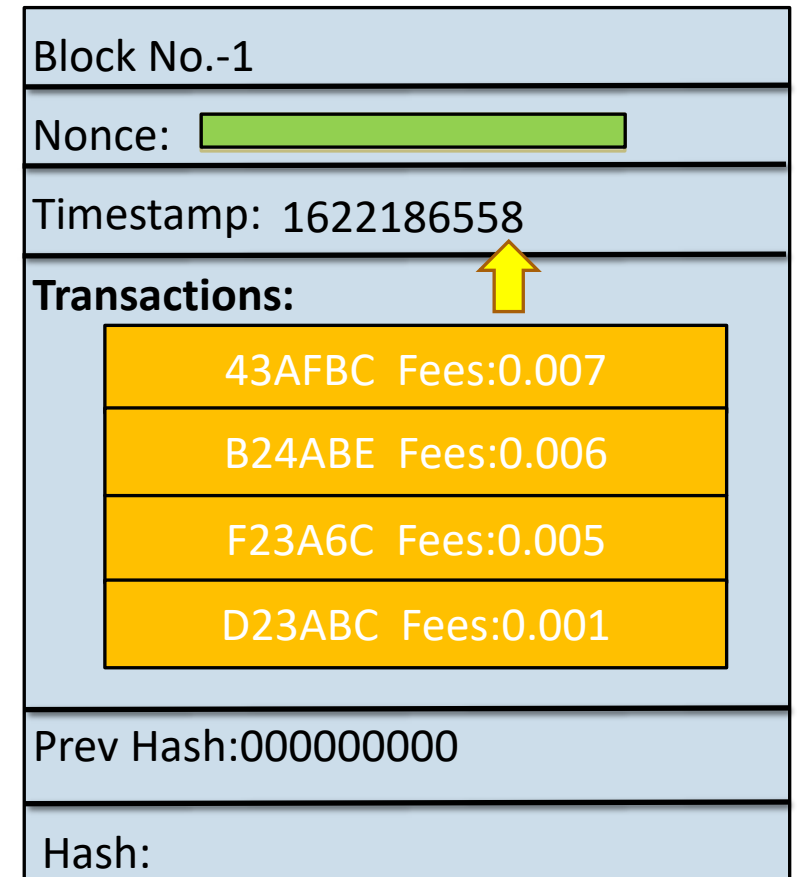 Block No.-1
Nonce:
Timestamp: 1622186558
Transactions:
43AFBC Fees:0.007
B24ABE Fees:0.006
F23A6C Fees:0.005
D23ABC Fees:0.001
Prev Hash:000000000
Hash: